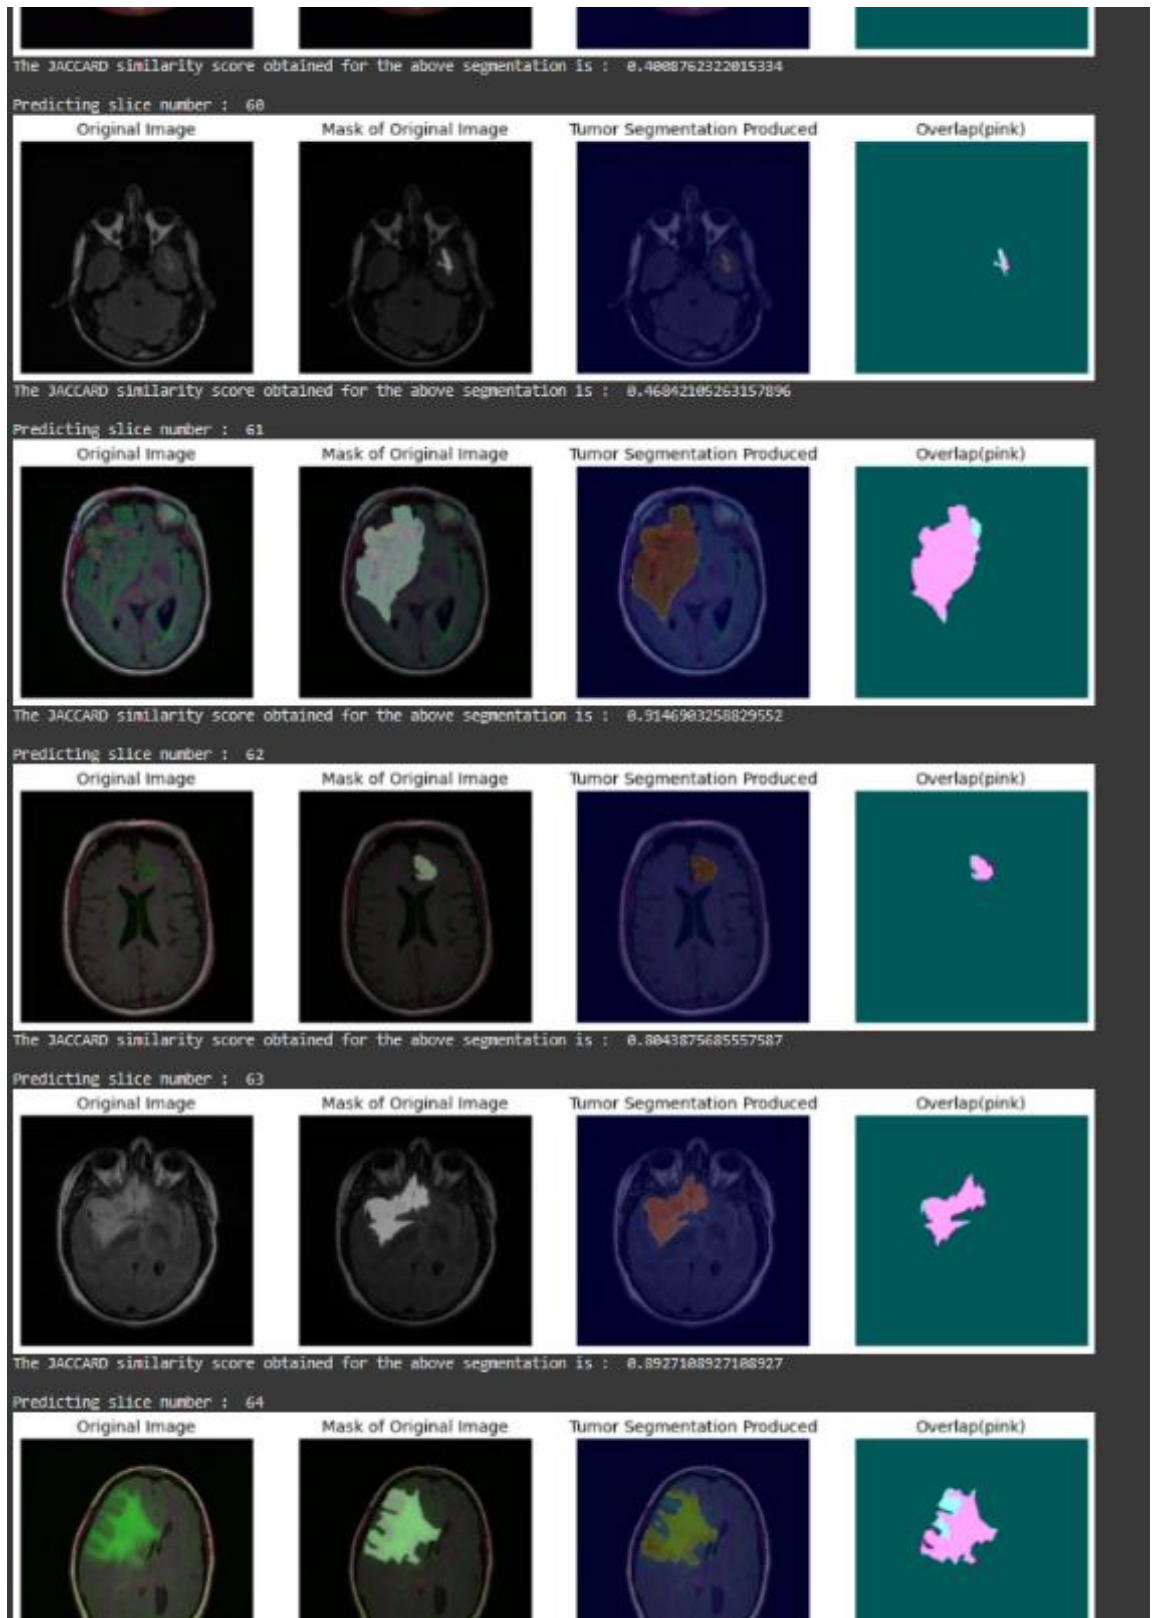 The JACCARD similarity score obtained for the above segmentation is : 0.4008762322015334
Predicting slice number : 60
Original Image Mask of Original Image Tumor Segmentation Produced Overlap(pink)
The JACCARD similarity score obtained for the above segmentation is : 0.46842105263157896
Predicting slice number : 61
Original Image Mask of Original Image Tumor Segmentation Produced Overlap(pink)
The JACCARD similarity score obtained for the above segmentation is : 0.9146903258829552
Predicting slice number : 62
Original Image Mask of Original Image Tumor Segmentation Produced Overlap(pink)
The JACCARD similarity score obtained for the above segmentation is : 0.8043875685557587
Predicting slice number : 63
Original Image Mask of Original Image Tumor Segmentation Produced Overlap(pink)
The JACCARD similarity score obtained for the above segmentation is : 0.8927108927108927
Predicting slice number : 64
Original Image Mask of Original Image Tumor Segmentation Produced Overlap(pink)